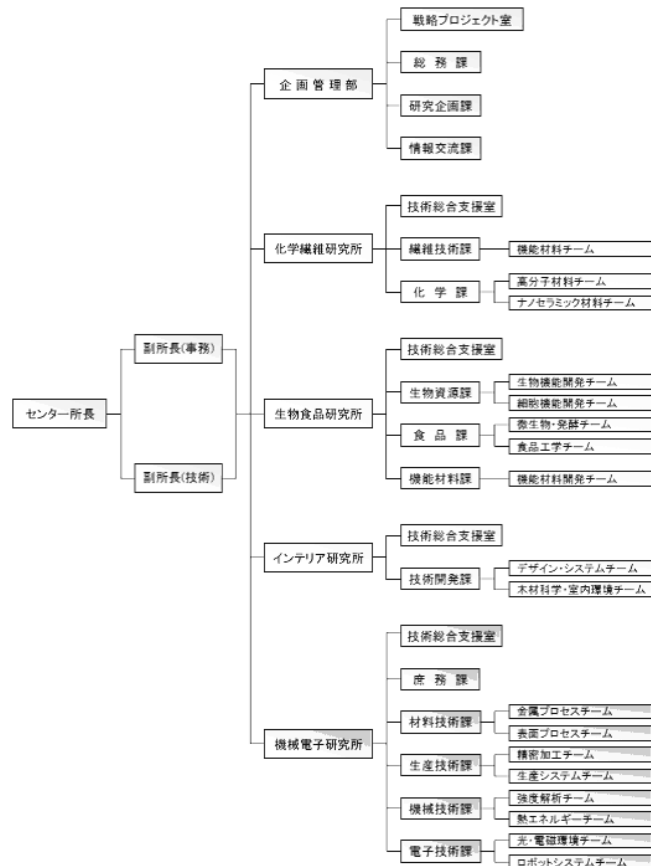 センター所長
副所長(事務)
副所長(技術)
企画管理部
戦略プロジェクト室
総務課
研究企画課
情報交流課
化学繊維研究所
技術総合支援室
繊維技術課
機能材料チーム
化学課
高分子材料チーム
ナノセラミック材料チーム
生物食品研究所
技術総合支援室
生物資源課
生物機能開発チーム
細胞機能開発チーム
食品課
微生物・発酵チーム
食品工学チーム
機能材料課
機能材料開発チーム
インテリア研究所
技術総合支援室
技術開発課
デザイン・システムチーム
木材科学・室内環境チーム
機械電子研究所
技術総合支援室
庶務課
材料技術課
金属プロセスチーム
表面プロセスチーム
生産技術課
精密加工チーム
生産システムチーム
機械技術課
強度解析チーム
熱エネルギーチーム
電子技術課
光・電磁環境チーム
ロボットシステムチーム